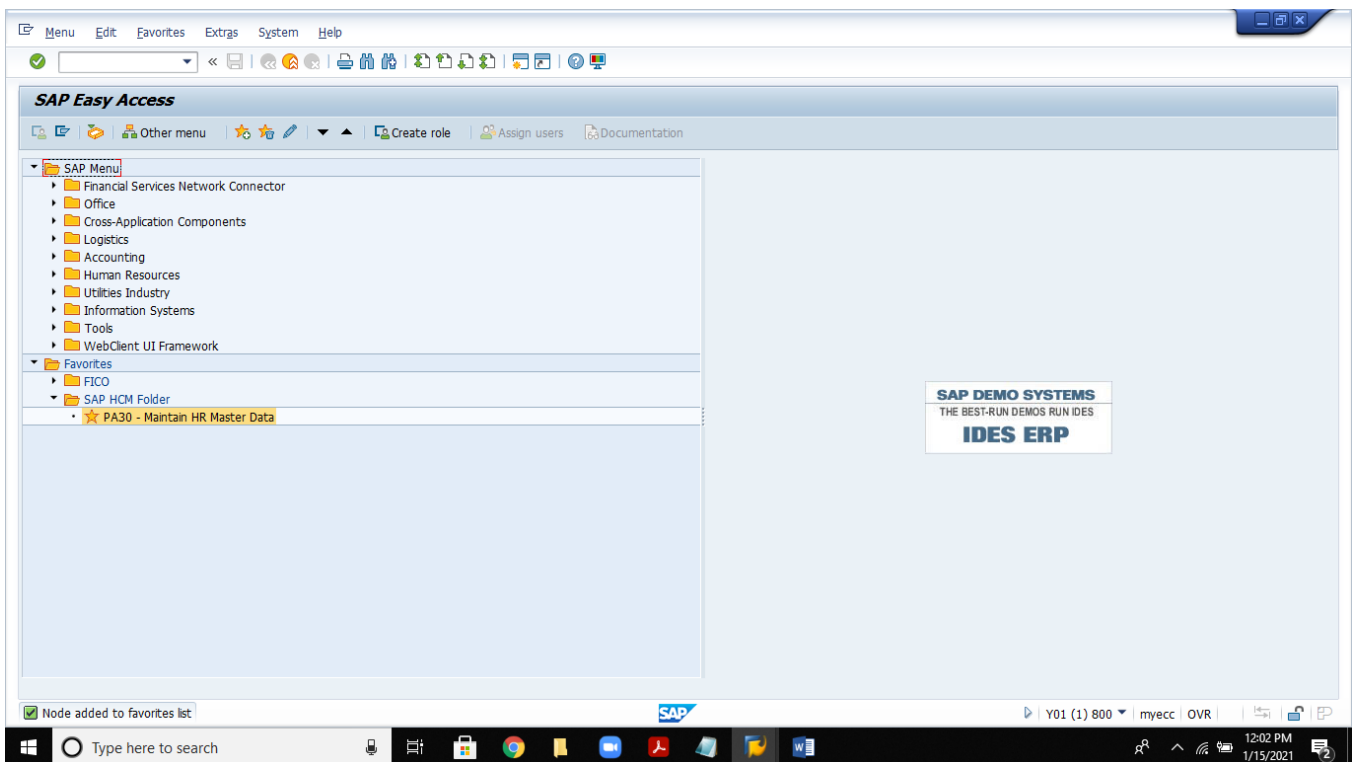 Menu Edit Favorites Extras System Help
SAP Easy Access
Other menu Create role Assign users Documentation
SAP Menu
Financial Services Network Connector
Office
Cross-Application Components
Logistics
Accounting
Human Resources
Utilities Industry
Information Systems
Tools
WebClient UI Framework
Favorites
FICO
SAP HCM Folder
PA30 - Maintain HR Master Data
SAP DEMO SYSTEMS
THE BEST-RUN DEMOS RUN IDES
IDES ERP
Node added to favorites list SAP Y01 (1) 800 myecc OVR
Type here to search 12:02 PM
1/15/2021 2